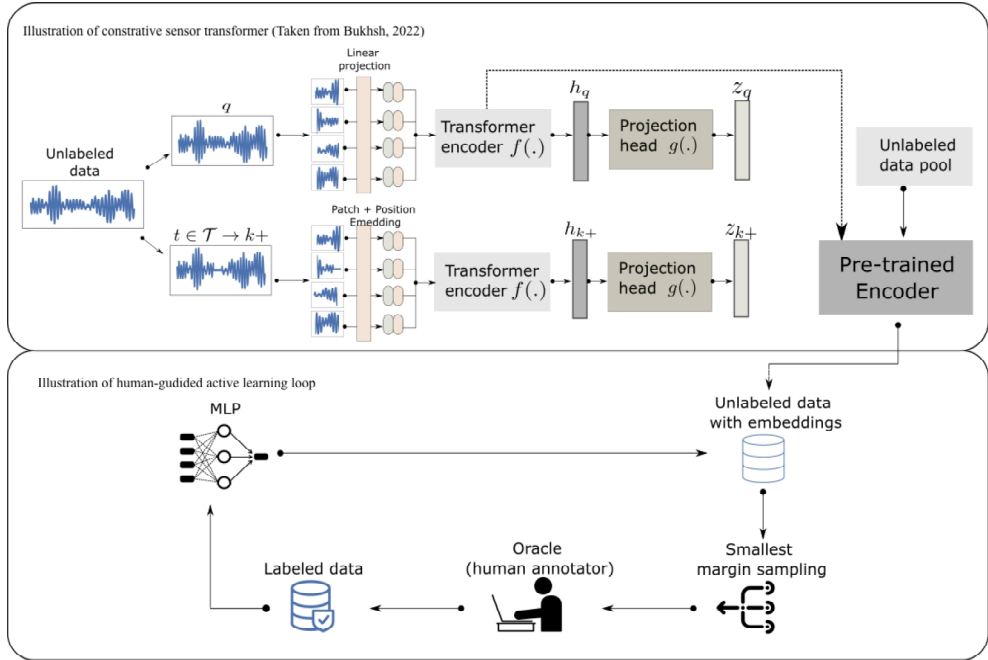 Illustration of constrative sensor transformer (Taken from Bukhsh, 2022)
Linear
projection
q
Unlabeled
data
Transformer
encoder f(.)
h_q
Projection
head g(.)
z_q
Unlabeled
data pool
t ∈ 𝒯 → k+
Patch + Position
Emedding
Transformer
encoder f(.)
h_{k+}
Projection
head g(.)
z_{k+}
Pre-trained
Encoder
Illustration of human-gudided active learning loop
MLP
Unlabeled data
with embeddings
Smallest
margin sampling
Oracle
(human annotator)
Labeled data